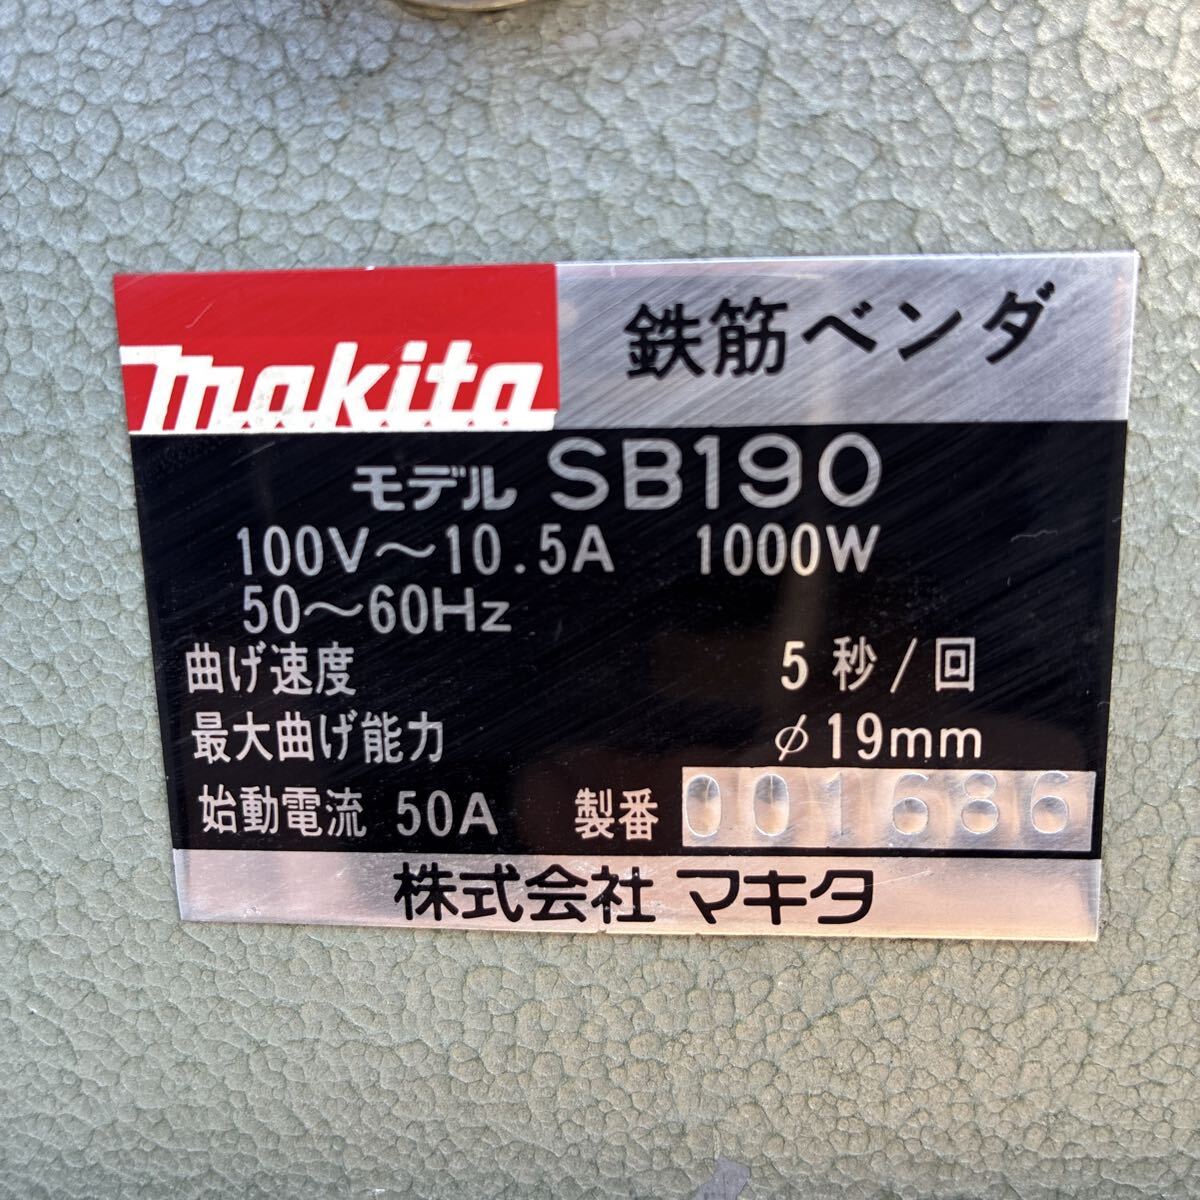 makita 鉄筋ベンダ
モデル SB190
100V～10.5A 1000W
50～60Hz
曲げ速度 5秒/回
最大曲げ能力 φ19mm
始動電流 50A 製番 001686
株式会社 マキタ